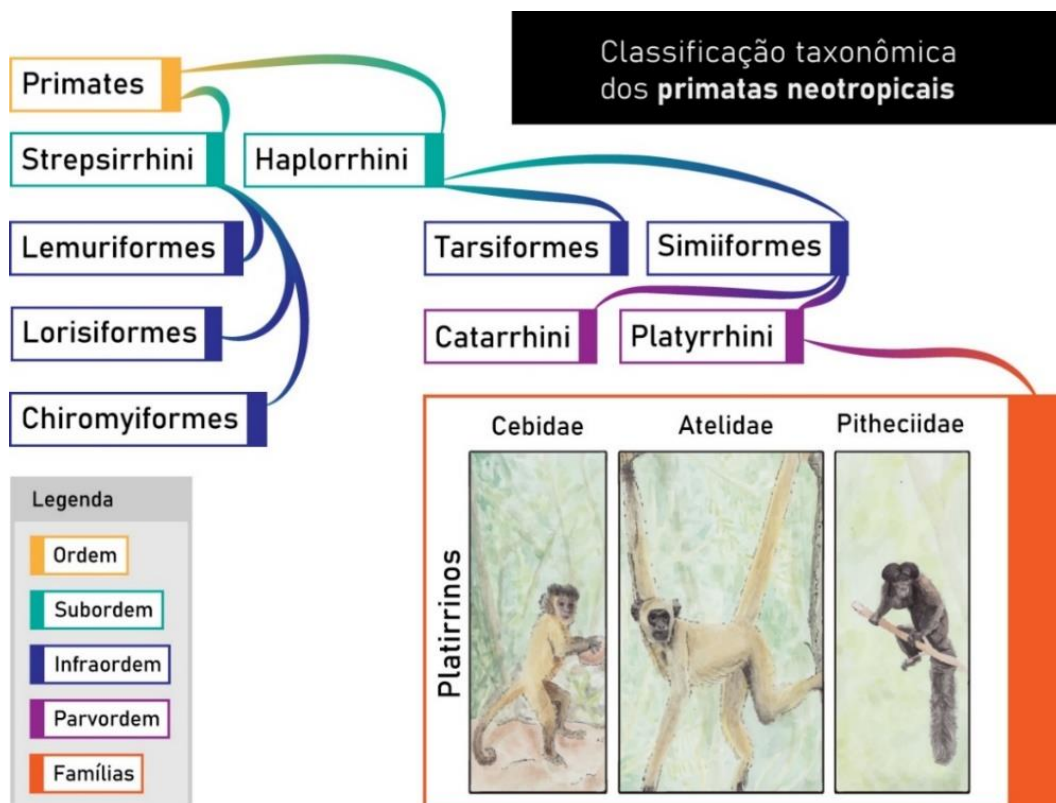 Classificação taxonômica
dos primatas neotropicais
Primates
Strepsirrhini
Haplorrhini
Lemuriformes
Tarsiformes
Simiiformes
Lorisiformes
Catarrhini
Platyrrhini
Chiromyiformes
Cebidae
Atelidae
Pitheciidae
Platirrinos
Legenda
Ordem
Subordem
Infraordem
Parvordem
Famílias